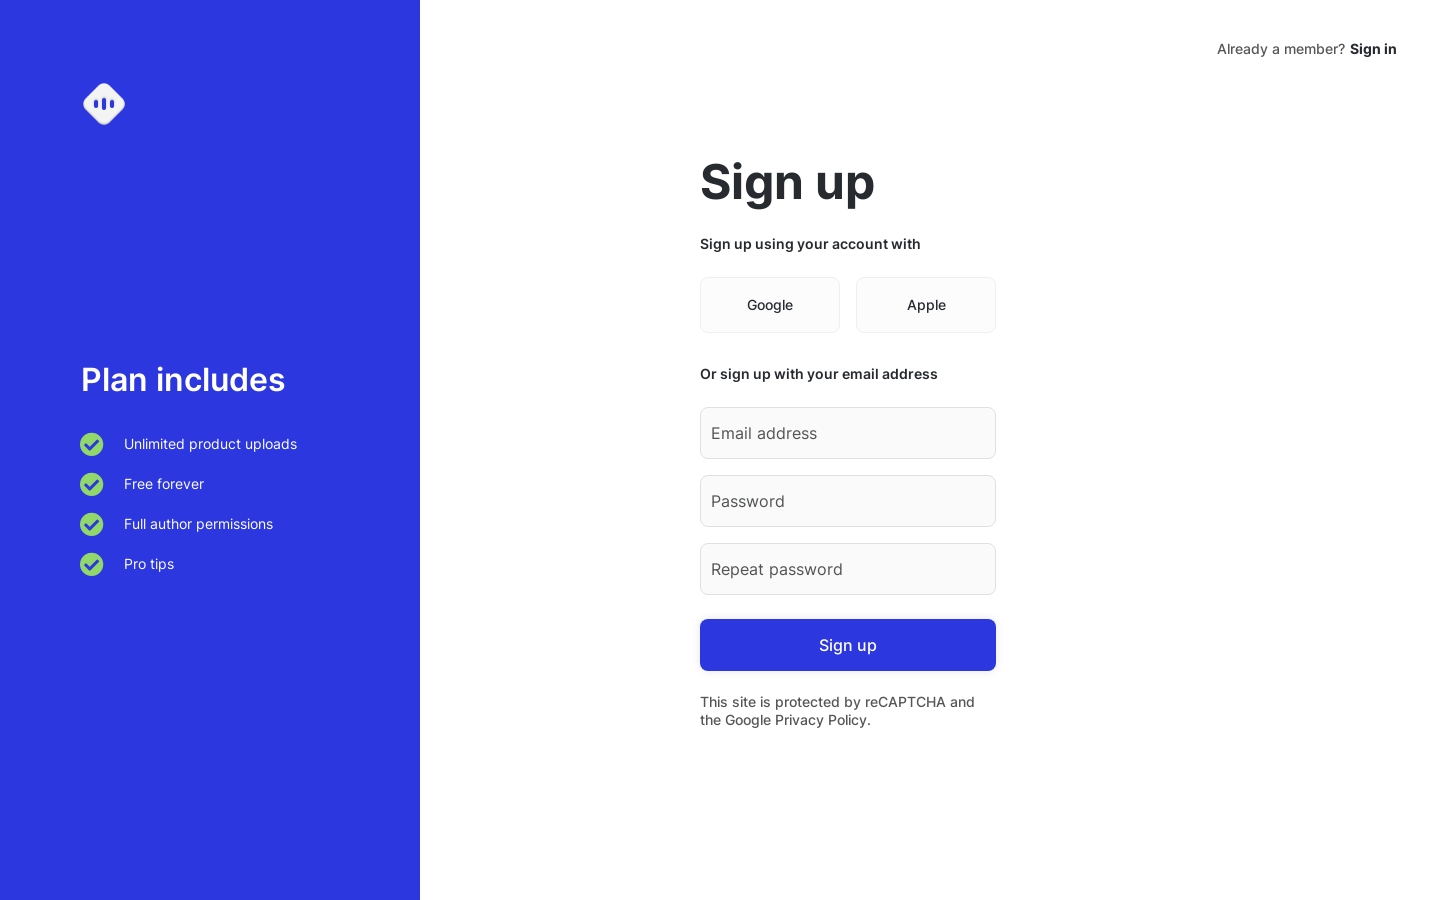 Already a member? Sign in
Plan includes
Unlimited product uploads
Free forever
Full author permissions
Pro tips
Sign up
Sign up using your account with
Google
Apple
Or sign up with your email address
Email address
Password
Repeat password
Sign up
This site is protected by reCAPTCHA and
the Google Privacy Policy.